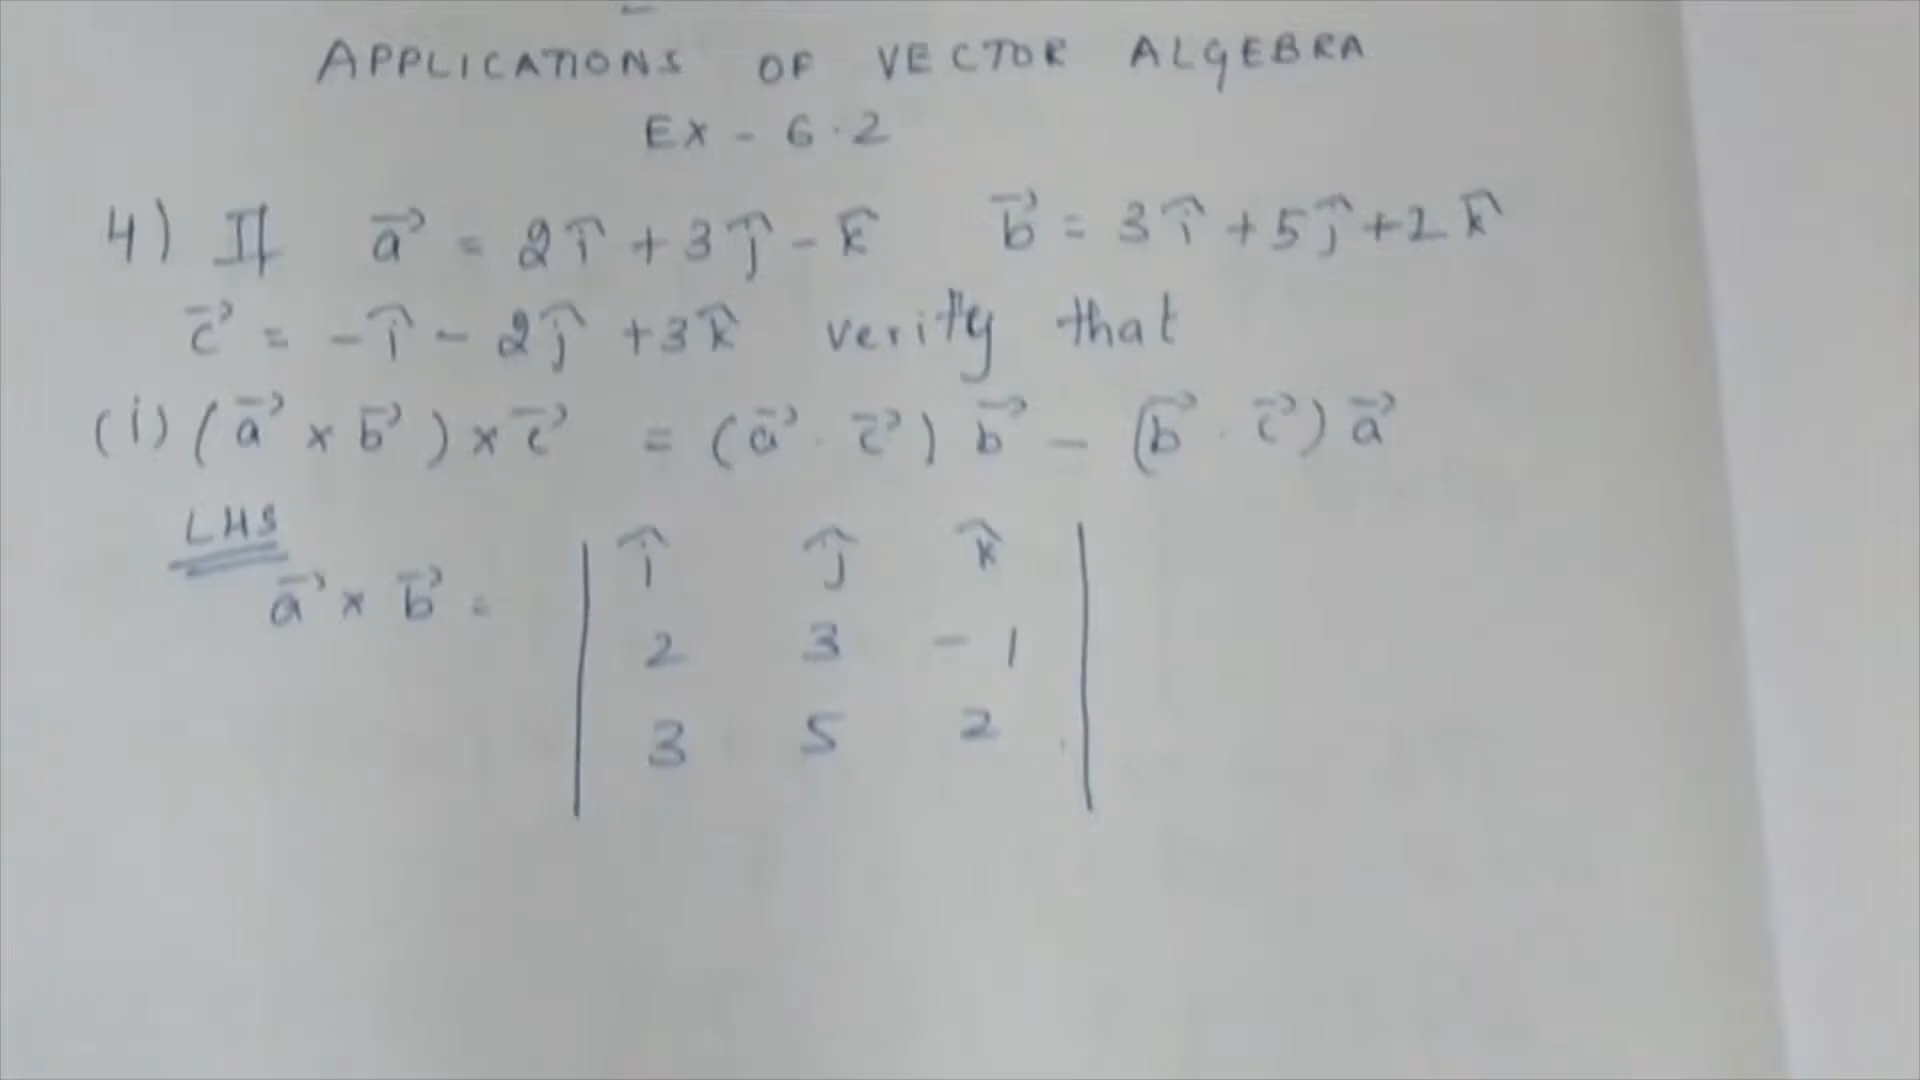 APPLICATIONS OF VECTOR ALGEBRA
EX - 6.2
4) If a⃗ = 2î + 3ĵ - k̂ b⃗ = 3î + 5ĵ + 2k̂
c⃗ = -î - 2ĵ + 3k̂ verify that
(i) (a⃗ × b⃗) × c⃗ = (a⃗ . c⃗) b⃗ - (b⃗ . c⃗) a⃗
LHS
a⃗ × b⃗ = | î ĵ k̂ |
2 3 -1
3 5 2